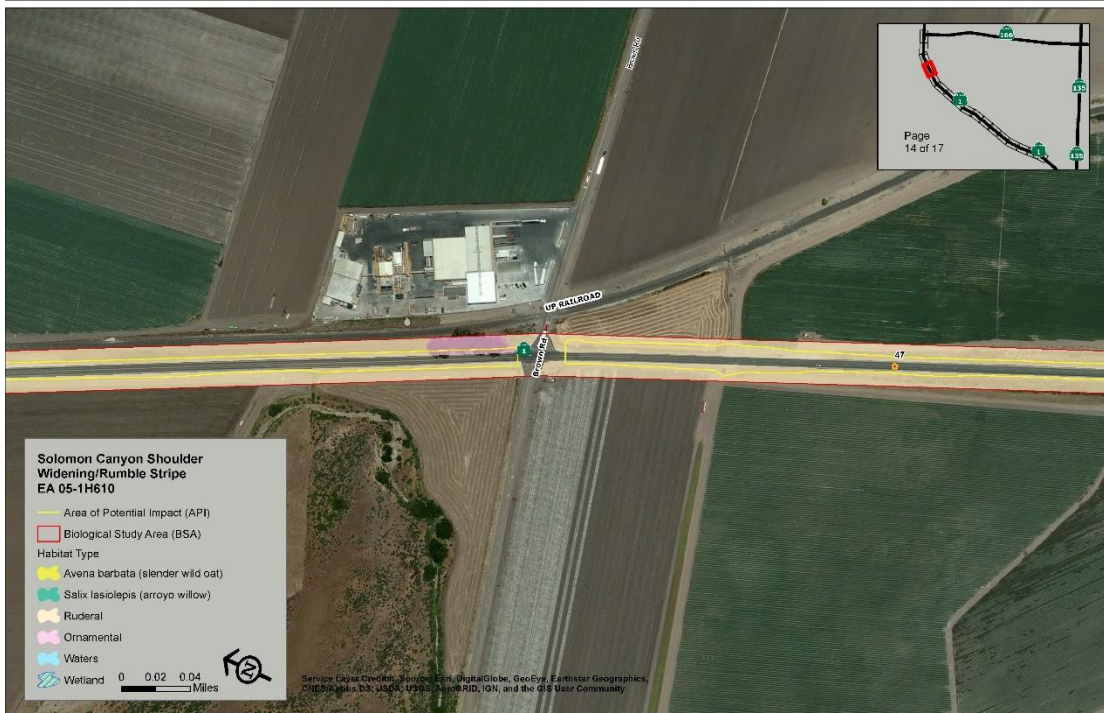 166
1
135
1
135
Page
14 of 17
Brown Rd
UP RAILROAD
1
Brown Rd
47
Solomon Canyon Shoulder
Widening/Rumble Stripe
EA 05-1H610
Area of Potential Impact (API)
Biological Study Area (BSA)
Habitat Type
Avena barbata (slender wild oat)
Salix lasiolepis (arroyo willow)
Ruderal
Ornamental
Waters
Wetland
0 0.02 0.04
Miles
N
Service Layer Credits: Source: Esri, DigitalGlobe, GeoEye, Earthstar Geographics,
CNES/Airbus DS, USDA, USGS, AeroGRID, IGN, and the GIS User Community